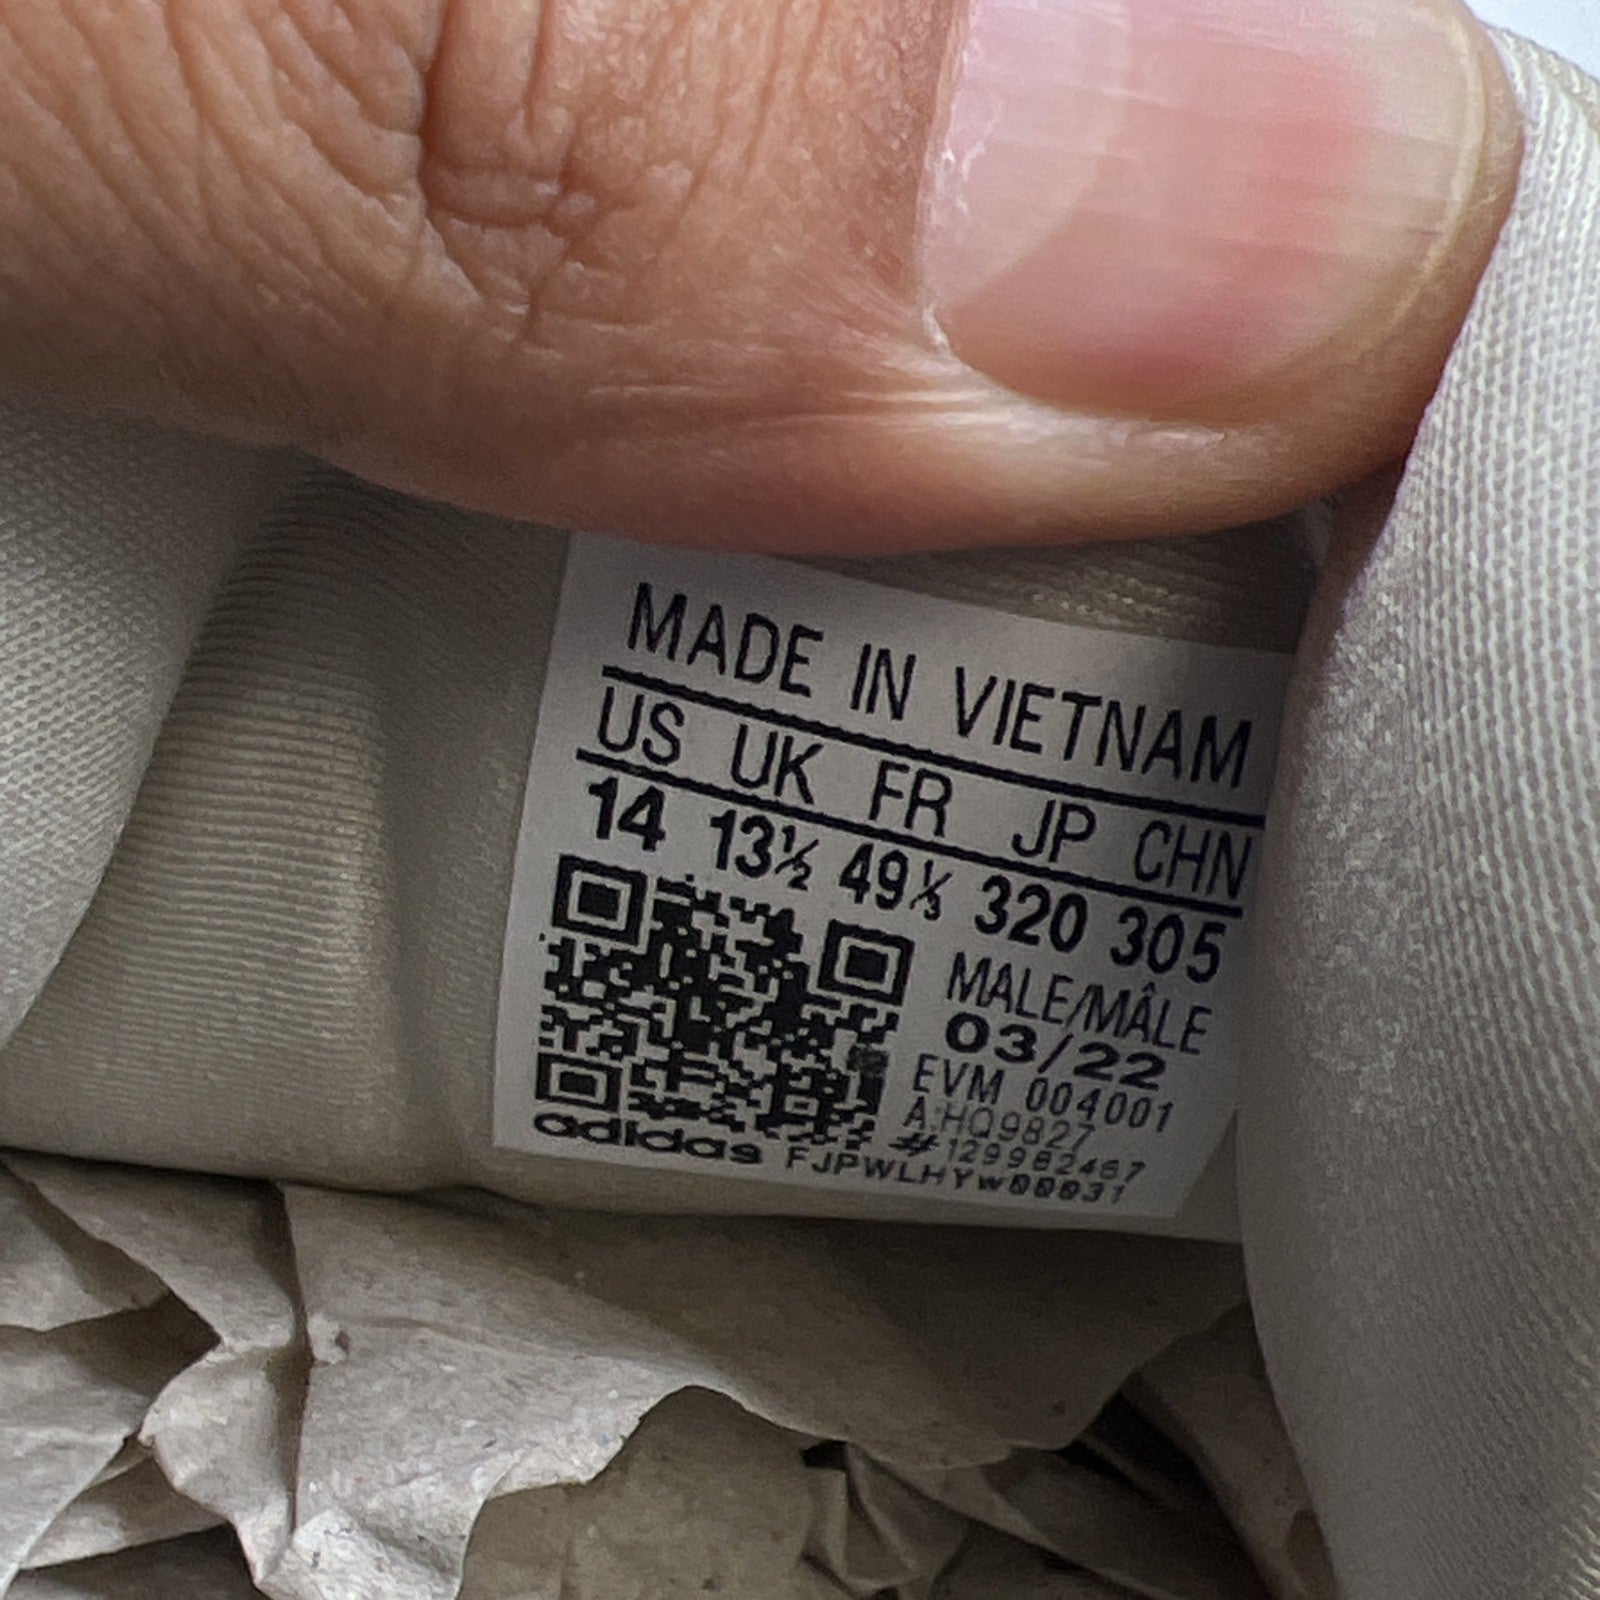 MADE IN VIETNAM
US UK FR JP CHN
14 13½ 49⅓ 320 305
MALE/MÂLE
03/22
EVM 004001
A:HQ9827
#129982467
adidas FJPWLHYW00031